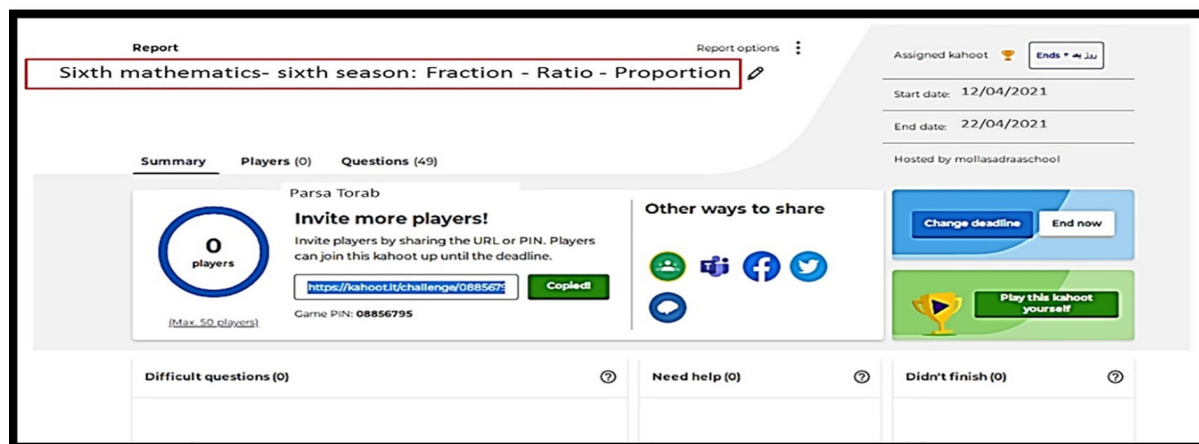 Report
Report options
Sixth mathematics- sixth season: Fraction - Ratio - Proportion
Assigned kahoot
Ends
Start date: 12/04/2021
End date: 22/04/2021
Hosted by mollasadraaschool
Summary Players (0) Questions (49)
0
players
(Max. 50 players)
Parsa Torab
Invite more players!
Invite players by sharing the URL or PIN. Players
can join this kahoot up until the deadline.
Copied!
Game PIN: 08856795
Other ways to share
Change deadline
End now
Play this kahoot
yourself
Difficult questions (0)
Need help (0)
Didn't finish (0)